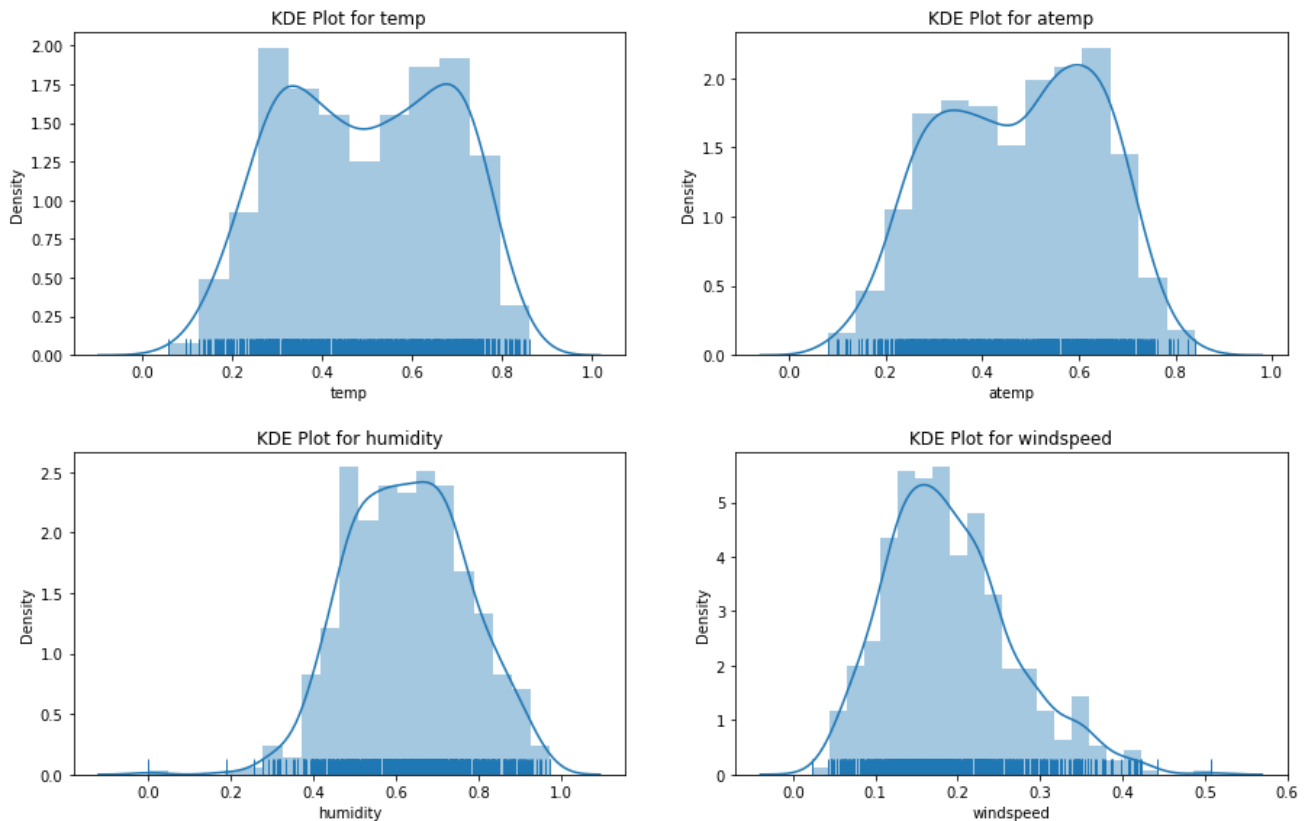 KDE Plot for temp
2.00
1.75
1.50
1.25
1.00
0.75
0.50
0.25
0.00
Density
0.0 0.2 0.4 0.6 0.8 1.0
temp
KDE Plot for atemp
2.0
1.5
1.0
0.5
0.0
Density
0.0 0.2 0.4 0.6 0.8 1.0
atemp
KDE Plot for humidity
2.5
2.0
1.5
1.0
0.5
0.0
Density
0.0 0.2 0.4 0.6 0.8 1.0
humidity
KDE Plot for windspeed
5
4
3
2
1
0
Density
0.0 0.1 0.2 0.3 0.4 0.5 0.6
windspeed